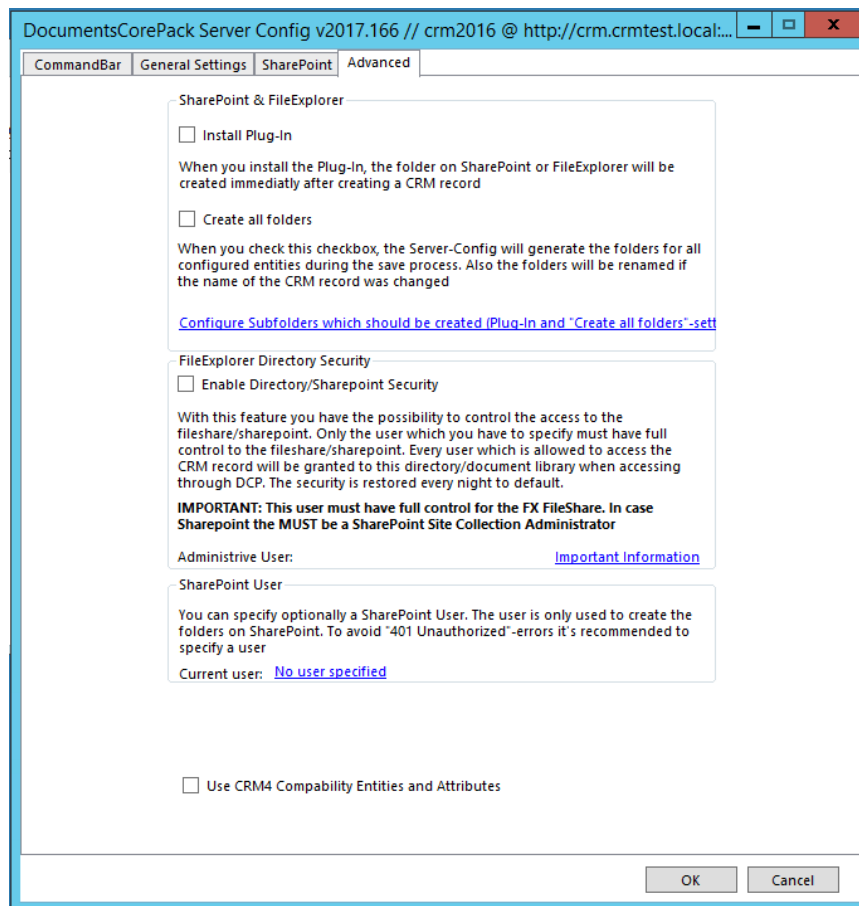 DocumentsCorePack Server Config v2017.166 // crm2016 @ http://crm.crmtest.local:...
CommandBar General Settings SharePoint Advanced
SharePoint & FileExplorer
Install Plug-In
When you install the Plug-In, the folder on SharePoint or FileExplorer will be
created immediatly after creating a CRM record
Create all folders
When you check this checkbox, the Server-Config will generate the folders for all
configured entities during the save process. Also the folders will be renamed if
the name of the CRM record was changed
Configure Subfolders which should be created (Plug-In and "Create all folders"-sett
FileExplorer Directory Security
Enable Directory/Sharepoint Security
With this feature you have the possibility to control the access to the
fileshare/sharepoint. Only the user which you have to specify must have full
control to the fileshare/sharepoint. Every user which is allowed to access the
CRM record will be granted to this directory/document library when accessing
through DCP. The security is restored every night to default.
IMPORTANT: This user must have full control for the FX FileShare. In case
Sharepoint the MUST be a SharePoint Site Collection Administrator
Administrive User: Important Information
SharePoint User
You can specify optionally a SharePoint User. The user is only used to create the
folders on SharePoint. To avoid "401 Unauthorized"-errors it's recommended to
specify a user
Current user: No user specified
Use CRM4 Compability Entities and Attributes
OK Cancel